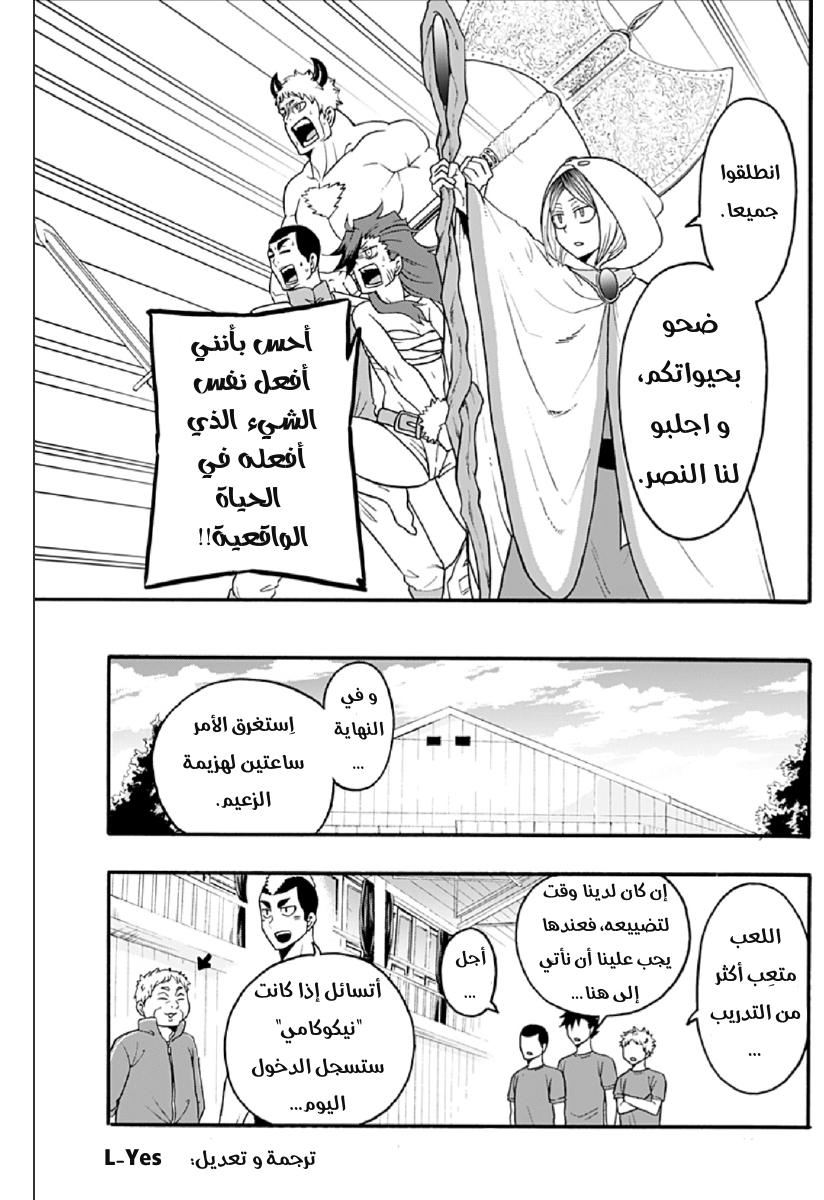 انطلقوا
جميعا.
ضحو
بحيواتكم،
و اجلبو
لنا النصر.
أحس بأنني
أفعل نفس
الشيء الذي
أفعله في
الحياة
الواقعية!!
و في
النهاية
...
اِستغرق الأمر
ساعتين لهزيمة
الزعيم.
اللعب
متعِب أكثر
من التدريب
...
إن كان لدينا وقت
لتضييعه، فعندها
يجب علينا أن نأتي
إلى هنا...
أجل
...
أتسائل إذا كانت
"نيكوكامي"
ستسجل الدخول
اليوم...
ترجمة و تعديل: L-Yes